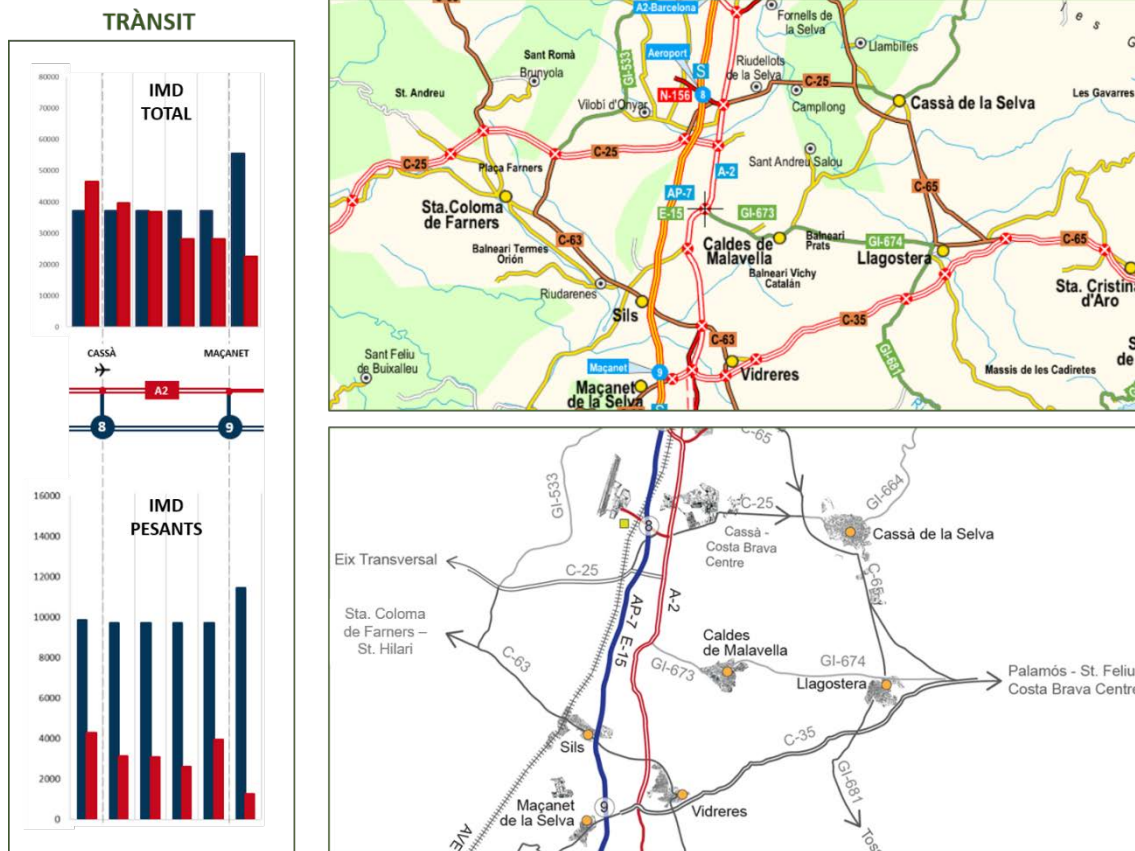 TRÀNSIT
80000
70000
60000
50000
40000
30000
20000
10000
0
IMD
TOTAL
CASSÀ
MAÇANET
A2
8
9
16000
14000
12000
10000
8000
6000
4000
2000
0
IMD
PESANTS
A2-Barcelona
Fornells de
la Selva
Llambilles
Sant Romà
Brunyola
GI-533
Aeroport
S
8
Riudellots
de la Selva
C-25
St. Andreu
Vilobí d'Onyar
N-156
Campllong
Cassà de la Selva
Les Gavarres
C-25
Plaça Farners
C-25
A-2
Sant Andreu Salou
C-65
Sta.Coloma
de Farners
AP-7
E-15
GI-673
C-63
Caldes de
Malavella
Balneari
Prats
GI-674
Llagostera
C-65
Balneari Termes
Orión
Balneari Vichy
Catalán
Sta. Cristin
d'Aro
Riudarenes
Sils
C-35
C-63
Sant Feliu
de Buixalleu
Maçanet
9
Vidreres
GI-681
Massis de les Cadiretes
S
de
Maçanet
de la Selva
C-65
GI-533
GI-664
C-25
8
Cassà -
Costa Brava
Centre
Cassà de la Selva
Eix Transversal
C-25
A-2
C-65
AP-7 E-15
Sta. Coloma
de Farners –
St. Hilari
C-63
Caldes
de Malavella
GI-673
GI-674
Llagostera
Palamós - St. Feliu
Costa Brava Centre
Sils
C-35
GI-681
Maçanet
de la Selva
9
Vidreres
AVE
Toss